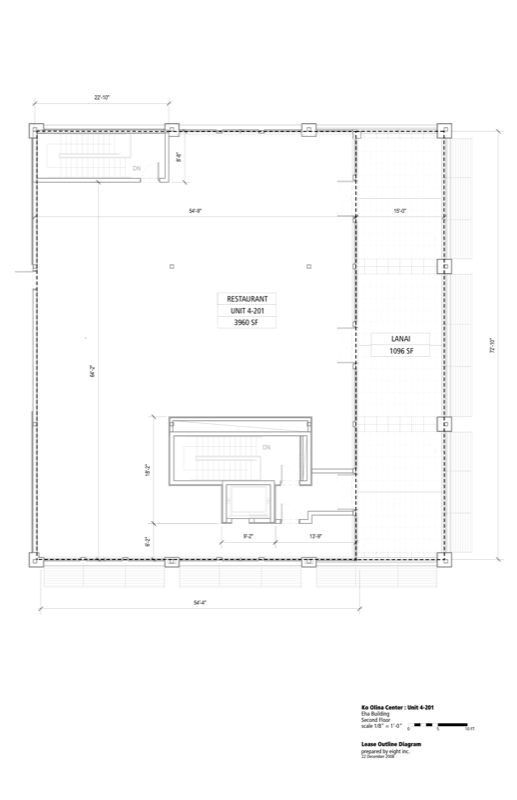 22'-10"
DN
8'-8"
54'-8"
15'-0"
RESTAURANT
UNIT 4-201
3960 SF
LANAI
1096 SF
72'-10"
64'-2"
DN
18'-2"
9'-2"
13'-9"
6'-2"
54'-4"
Ko Olina Center : Unit 4-201
Eha Building
Second Floor
scale 1/8" = 1'-0"
0 5 10 FT
Lease Outline Diagram
prepared by eight inc.
22 December 2008